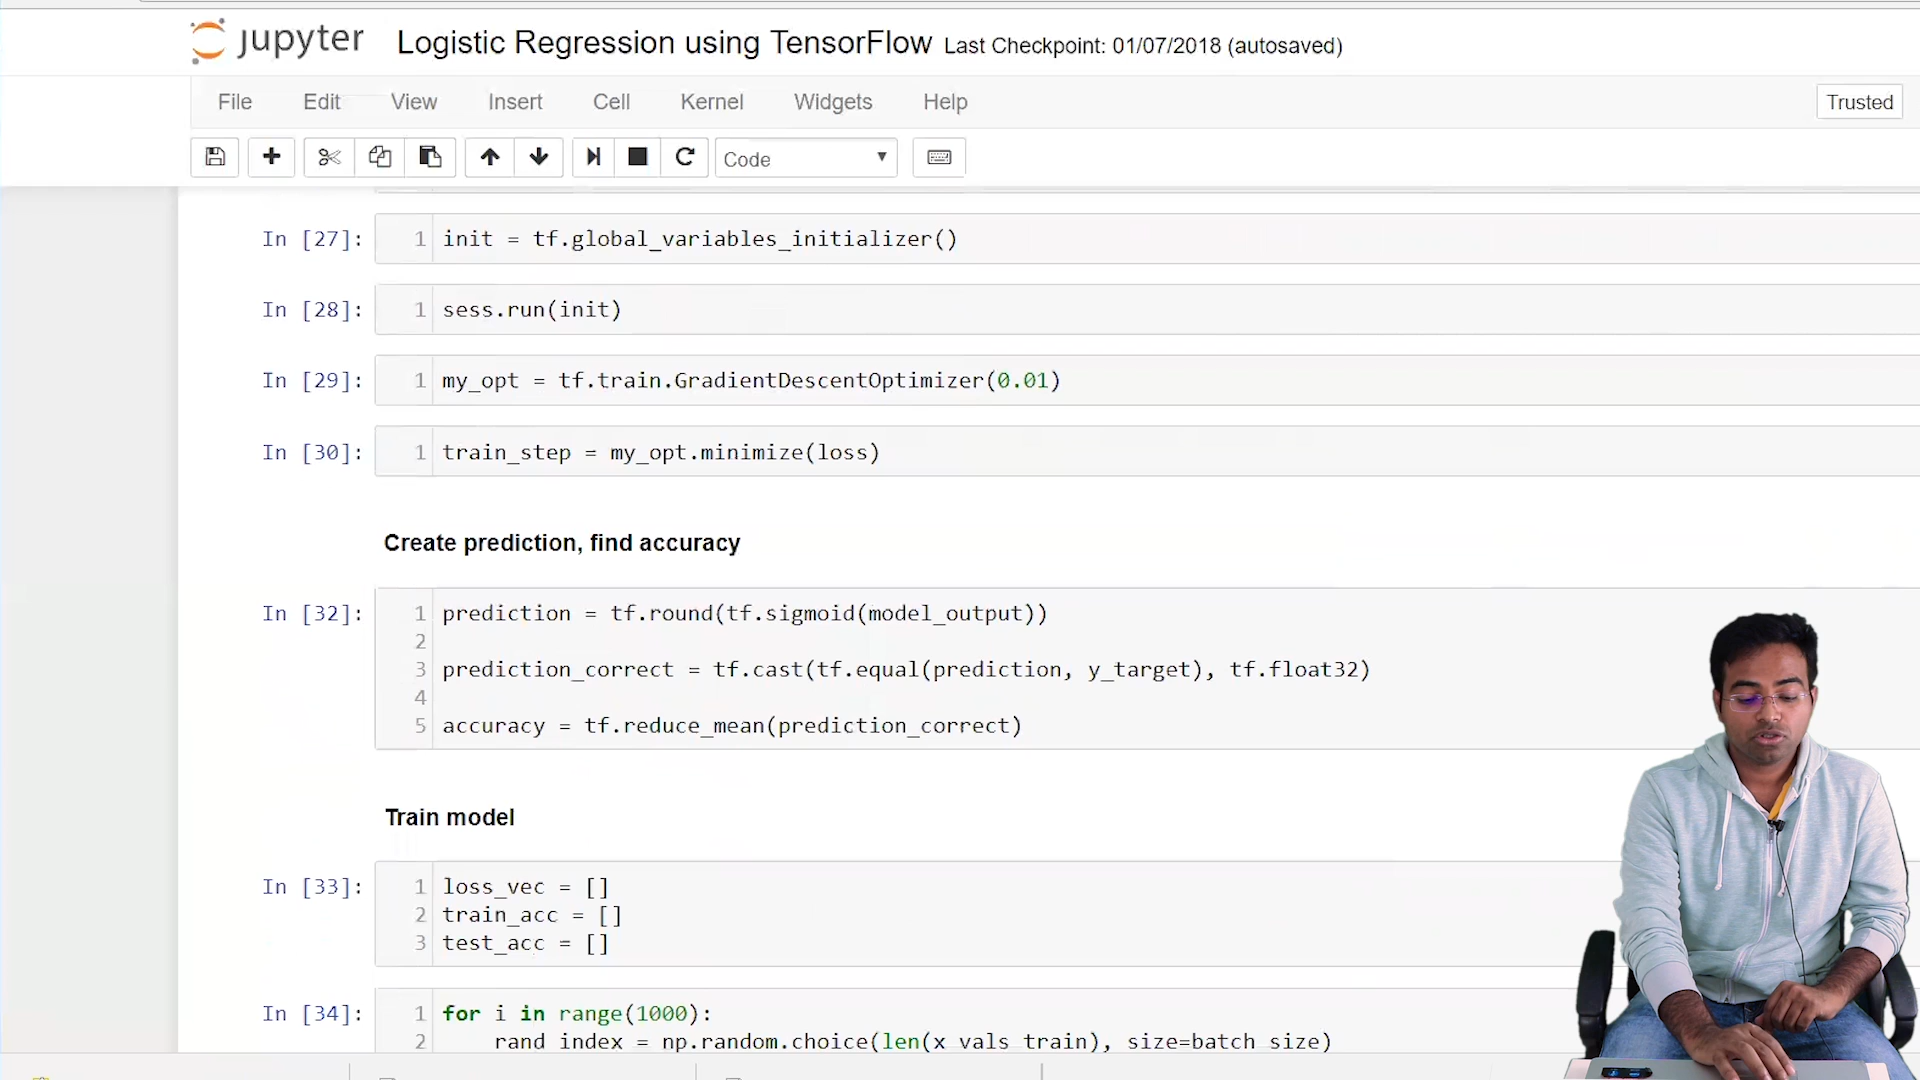 jupyter Logistic Regression using TensorFlow Last Checkpoint: 01/07/2018 (autosaved)
File Edit View Insert Cell Kernel Widgets Help Trusted
Code
In [27]: 1 init = tf.global_variables_initializer()
In [28]: 1 sess.run(init)
In [29]: 1 my_opt = tf.train.GradientDescentOptimizer(0.01)
In [30]: 1 train_step = my_opt.minimize(loss)
Create prediction, find accuracy
In [32]: 1 prediction = tf.round(tf.sigmoid(model_output))
2
3 prediction_correct = tf.cast(tf.equal(prediction, y_target), tf.float32)
4
5 accuracy = tf.reduce_mean(prediction_correct)
Train model
In [33]: 1 loss_vec = []
2 train_acc = []
3 test_acc = []
In [34]: 1 for i in range(1000):
2 rand_index = np.random.choice(len(x_vals_train), size=batch_size)